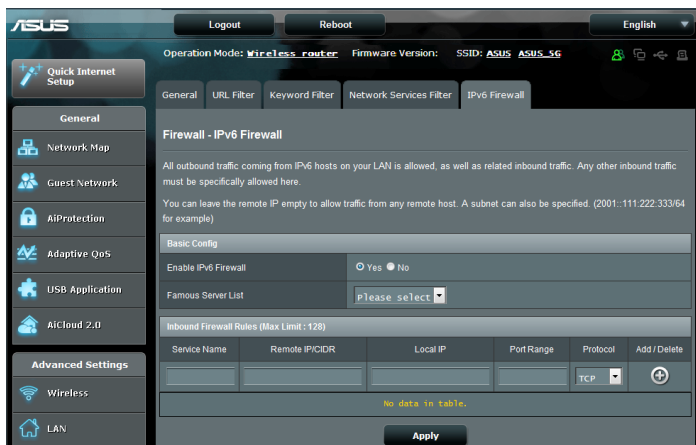 ASUS
Logout
Reboot
English
Operation Mode: Wireless router Firmware Version: SSID: ASUS ASUS_5G
Quick Internet
Setup
General
Network Map
Guest Network
AiProtection
Adaptive QoS
USB Application
AiCloud 2.0
Advanced Settings
Wireless
LAN
General
URL Filter
Keyword Filter
Network Services Filter
IPv6 Firewall
Firewall - IPv6 Firewall
All outbound traffic coming from IPv6 hosts on your LAN is allowed, as well as related inbound traffic. Any other inbound traffic
must be specifically allowed here.
You can leave the remote IP empty to allow traffic from any remote host. A subnet can also be specified. (2001::111:222:333/64
for example)
Basic Config
Enable IPv6 Firewall
Yes No
Famous Server List
Please select
Inbound Firewall Rules (Max Limit : 128)
Service Name
Remote IP/CIDR
Local IP
Port Range
Protocol
Add / Delete
TCP
No data in table.
Apply